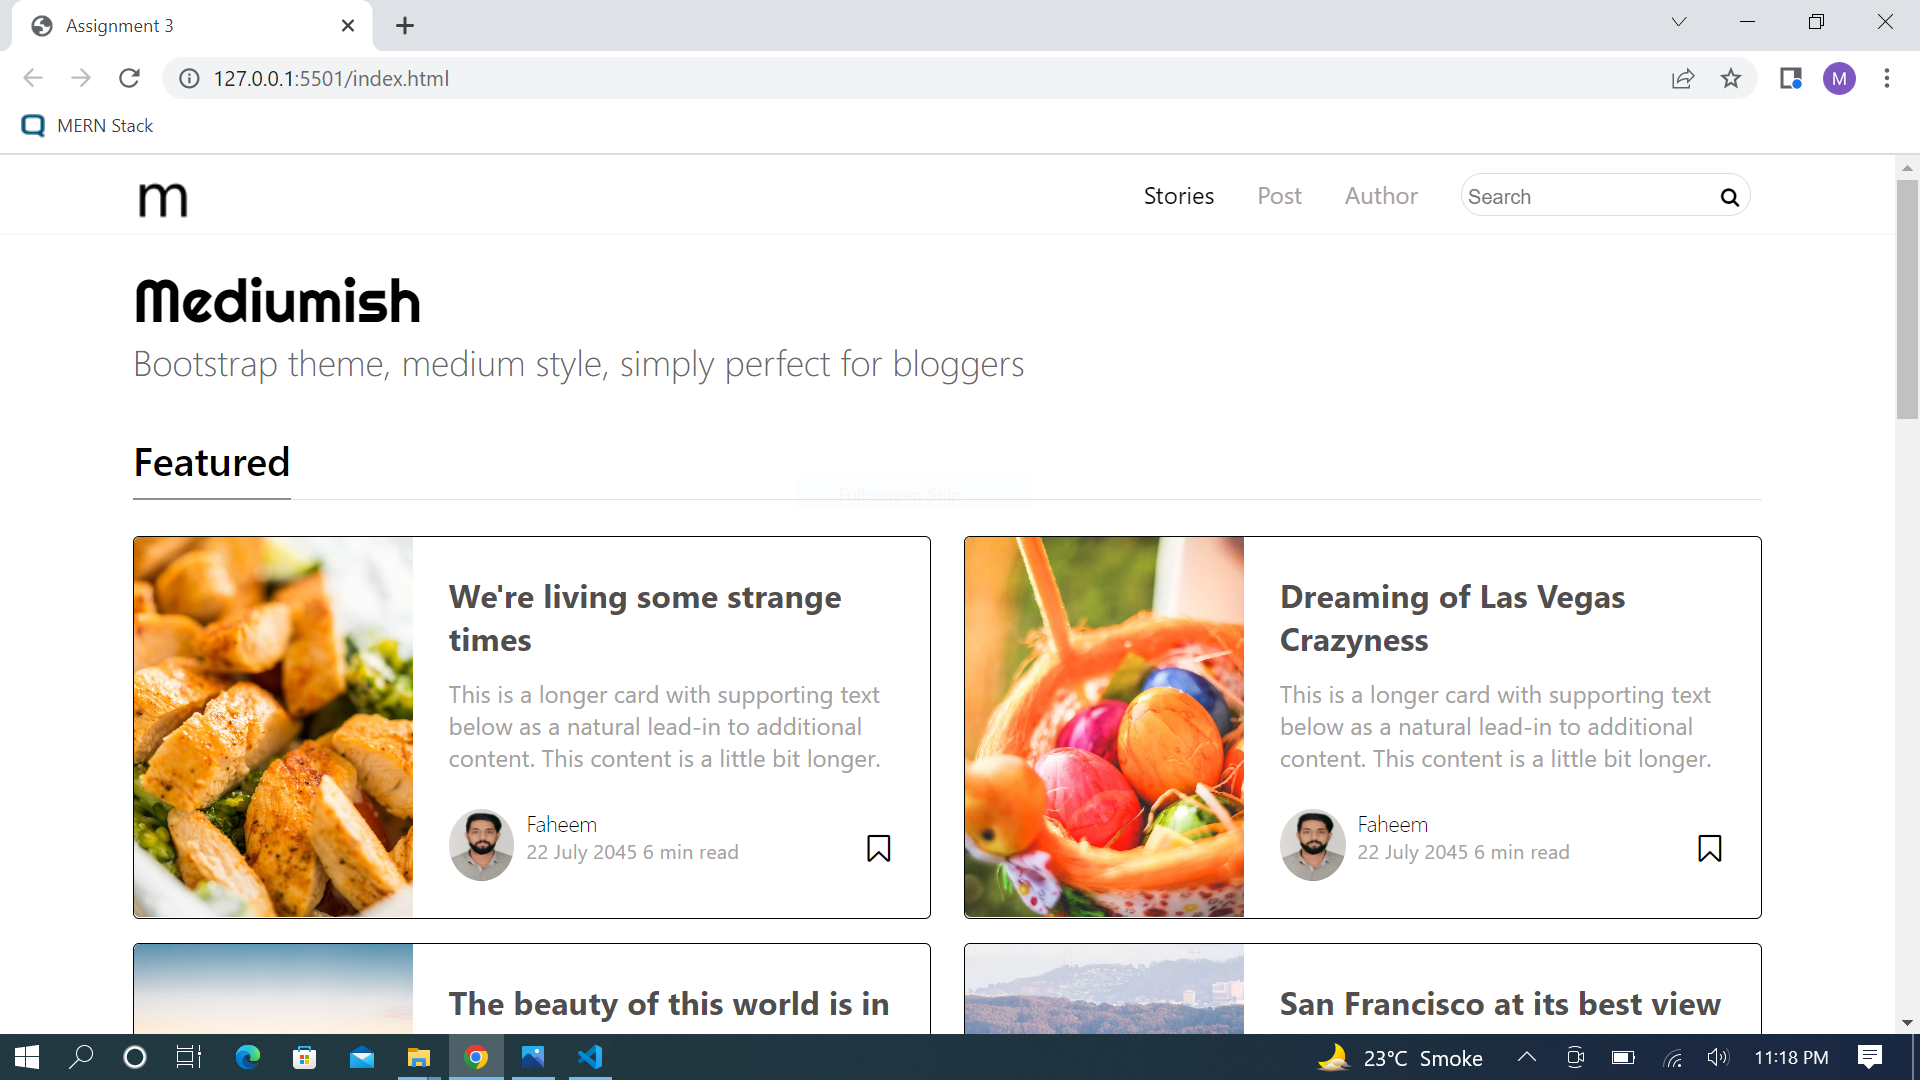 Assignment 3
127.0.0.1:5501/index.html
M
MERN Stack
m
Stories Post Author Search
Mediumish
Bootstrap theme, medium style, simply perfect for bloggers
Featured
Full-screen Snip
We're living some strange
times
This is a longer card with supporting text
below as a natural lead-in to additional
content. This content is a little bit longer.
Faheem
22 July 2045 6 min read
Dreaming of Las Vegas
Crazyness
This is a longer card with supporting text
below as a natural lead-in to additional
content. This content is a little bit longer.
Faheem
22 July 2045 6 min read
The beauty of this world is in
San Francisco at its best view
23°C Smoke
11:18 PM